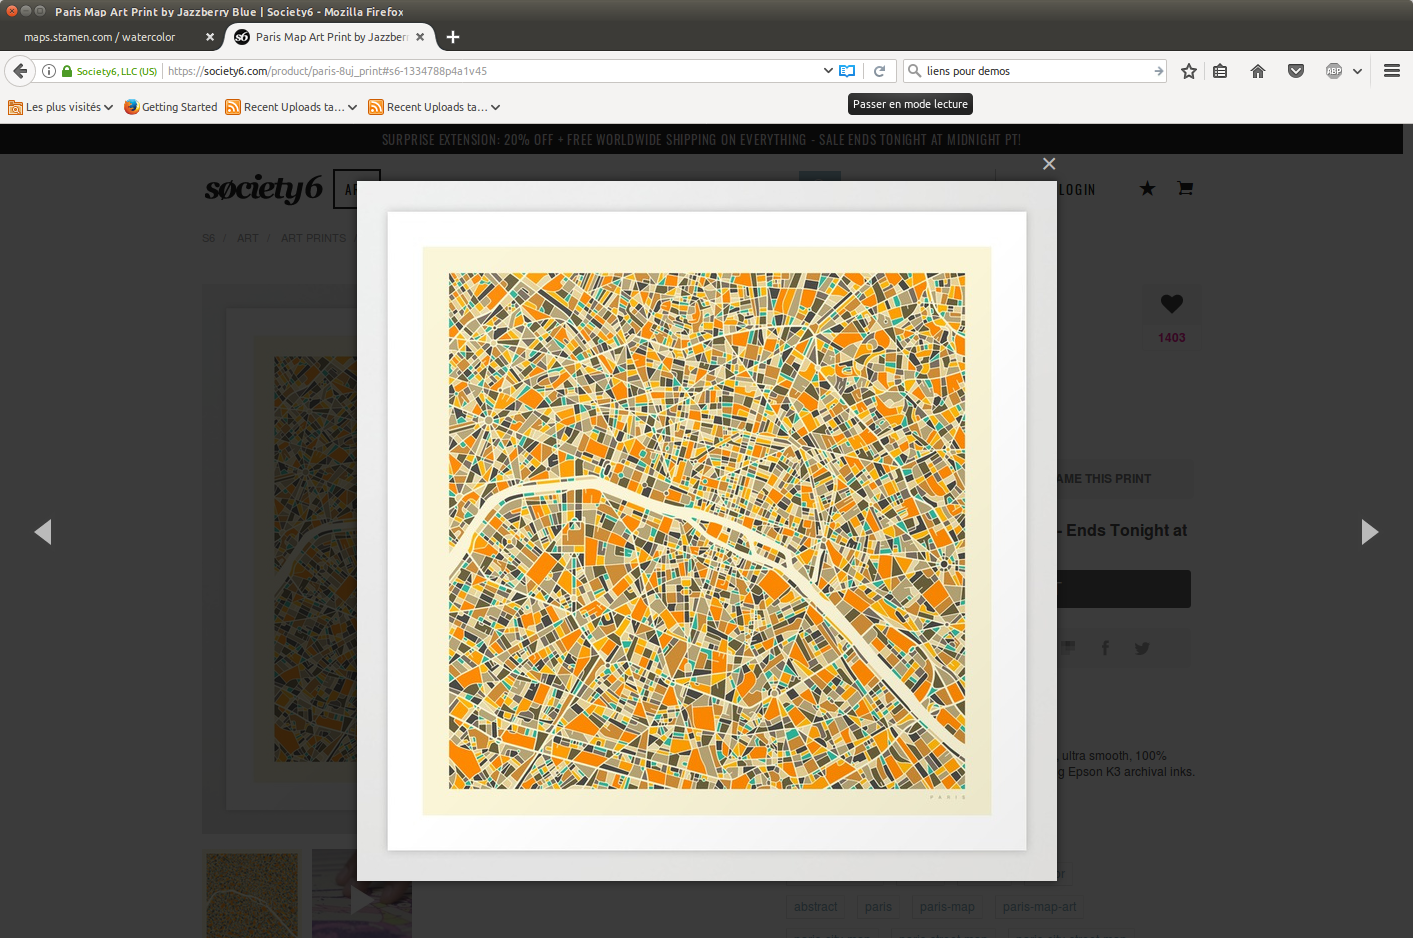 Paris Map Art Print by Jazzberry Blue | Society6 - Mozilla Firefox
maps.stamen.com / watercolor
Paris Map Art Print by Jazzber
Society6, LLC (US)
https://society6.com/product/paris-8uj_print#s6-1334788p4a1v45
liens pour demos
ABP
Les plus visités
Getting Started
Recent Uploads ta...
Recent Uploads ta...
Passer en mode lecture
SURPRISE EXTENSION: 20% OFF + FREE WORLDWIDE SHIPPING ON EVERYTHING - SALE ENDS TONIGHT AT MIDNIGHT PT!
society6
LOGIN
S6 / ART / ART PRINTS
1403
AME THIS PRINT
- Ends Tonight at
, ultra smooth, 100%
g Epson K3 archival inks.
PARIS
abstract
paris
paris-map
paris-map-art